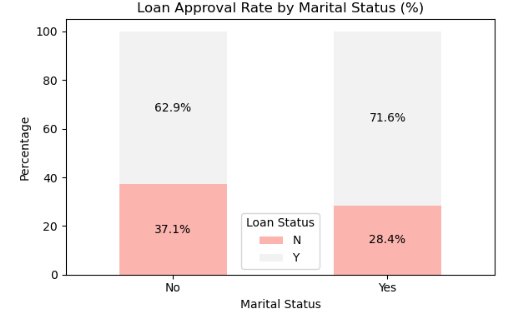 Loan Approval Rate by Marital Status (%)
100
80
60
40
20
0
Percentage
62.9%
71.6%
37.1%
28.4%
Loan Status
N
Y
No
Yes
Marital Status